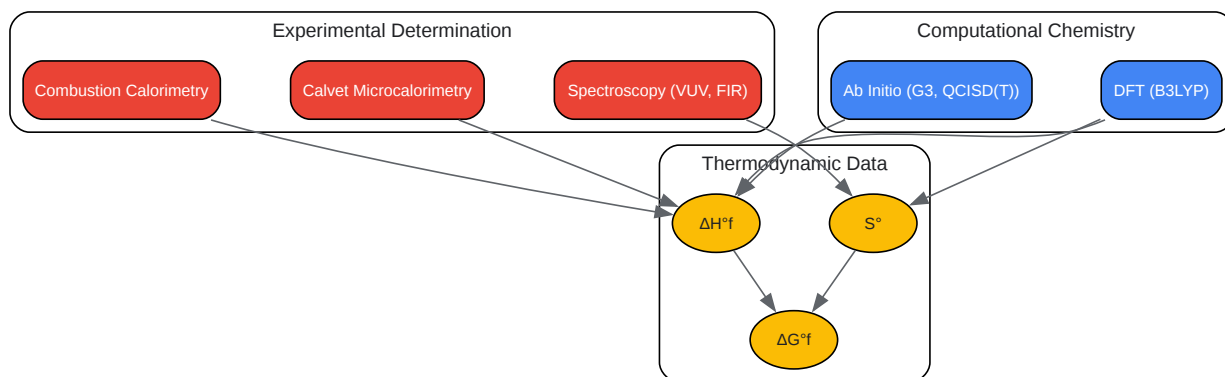 Experimental Determination
Computational Chemistry
Combustion Calorimetry
Calvet Microcalorimetry
Spectroscopy (VUV, FIR)
Ab Initio (G3, QCISD(T))
DFT (B3LYP)
Thermodynamic Data
ΔH°f
S°
ΔG°f